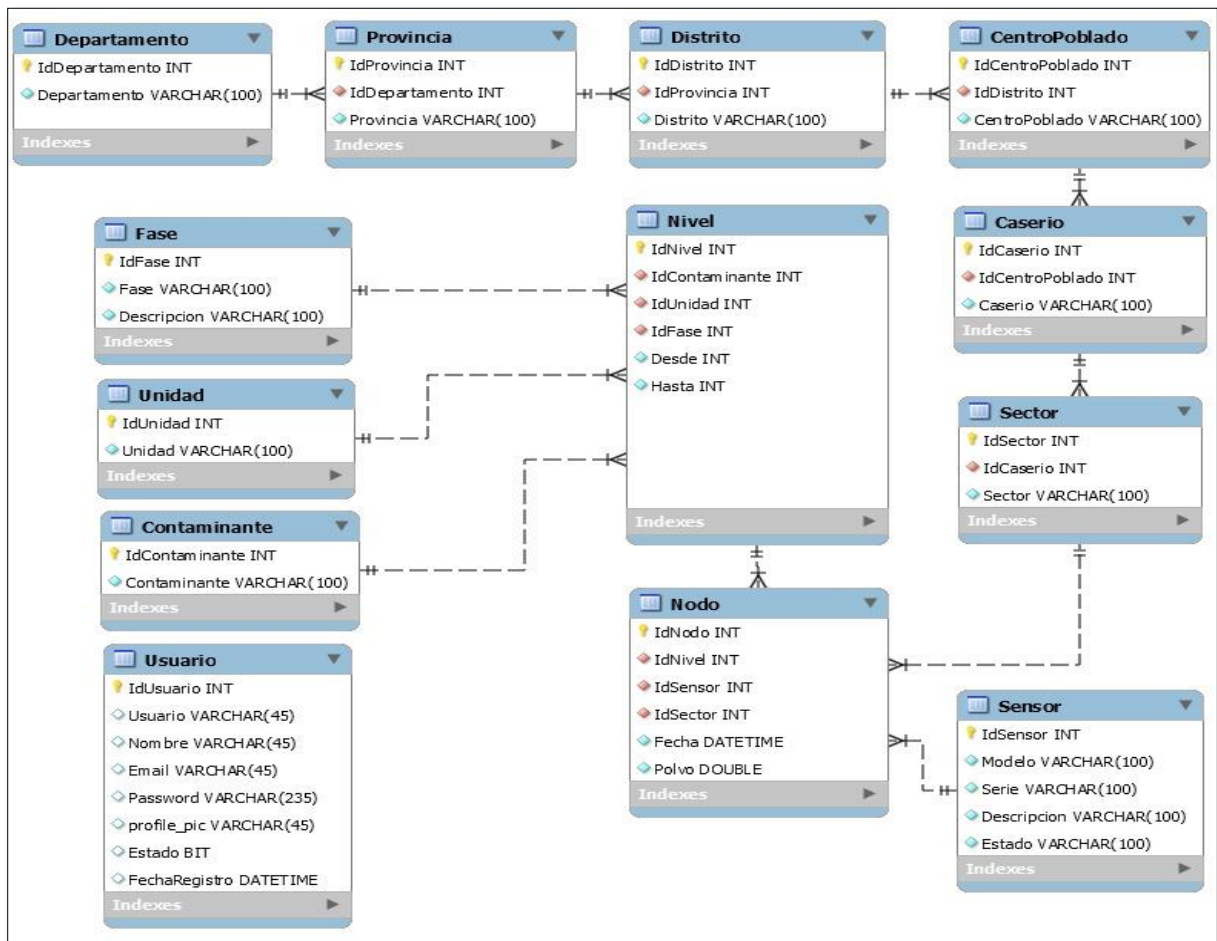 Departamento
IdDepartamento INT
Departamento VARCHAR(100)
Indexes
Provincia
IdProvincia INT
IdDepartamento INT
Provincia VARCHAR(100)
Indexes
Distrito
IdDistrito INT
IdProvincia INT
Distrito VARCHAR(100)
Indexes
CentroPoblado
IdCentroPoblado INT
IdDistrito INT
CentroPoblado VARCHAR(100)
Indexes
Fase
IdFase INT
Fase VARCHAR(100)
Descripcion VARCHAR(100)
Indexes
Nivel
IdNivel INT
IdContaminante INT
IdUnidad INT
IdFase INT
Desde INT
Hasta INT
Indexes
Caserio
IdCaserio INT
IdCentroPoblado INT
Caserio VARCHAR(100)
Indexes
Unidad
IdUnidad INT
Unidad VARCHAR(100)
Indexes
Sector
IdSector INT
IdCaserio INT
Sector VARCHAR(100)
Indexes
Contaminante
IdContaminante INT
Contaminante VARCHAR(100)
Indexes
Nodo
IdNodo INT
IdNivel INT
IdSensor INT
IdSector INT
Fecha DATETIME
Polvo DOUBLE
Indexes
Usuario
IdUsuario INT
Usuario VARCHAR(45)
Nombre VARCHAR(45)
Email VARCHAR(45)
Password VARCHAR(235)
profile_pic VARCHAR(45)
Estado BIT
FechaRegistro DATETIME
Indexes
Sensor
IdSensor INT
Modelo VARCHAR(100)
Serie VARCHAR(100)
Descripcion VARCHAR(100)
Estado VARCHAR(100)
Indexes